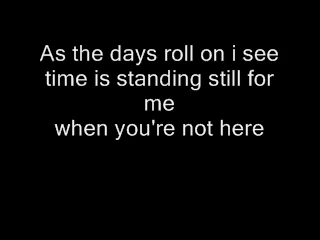 As the days roll on i see
time is standing still for
me
when you're not here